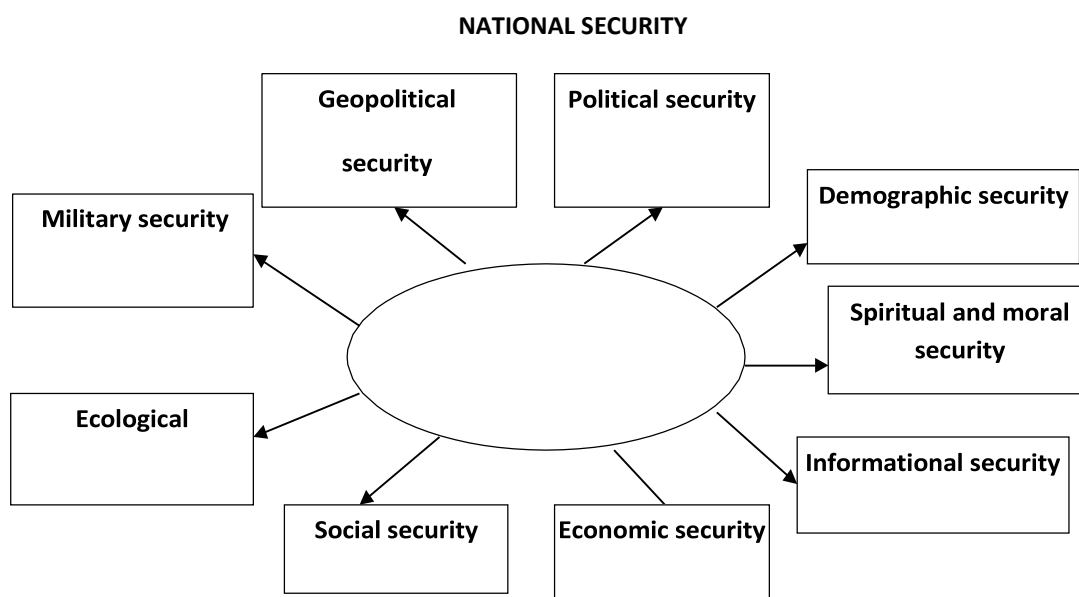 NATIONAL SECURITY
Geopolitical
security
Political security
Demographic security
Military security
Spiritual and moral
security
Ecological
Informational security
Social security
Economic security